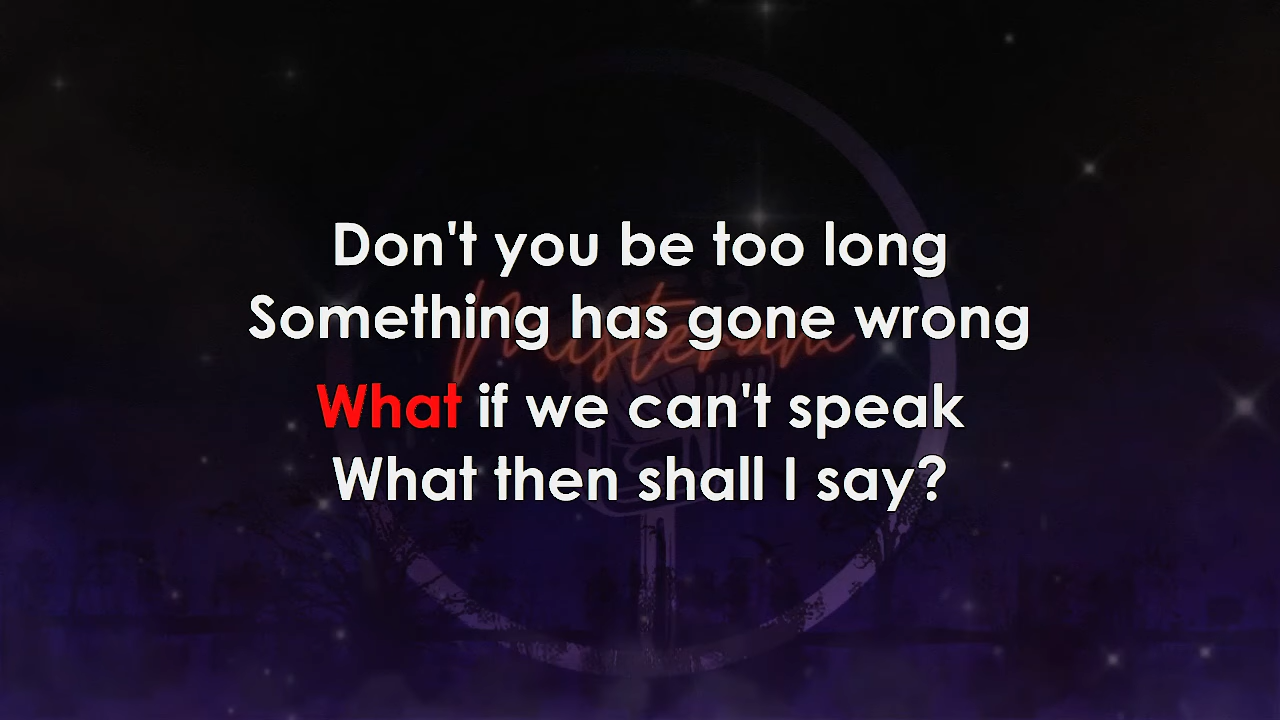 Don't you be too long
Something has gone wrong
What if we can't speak
What then shall I say?